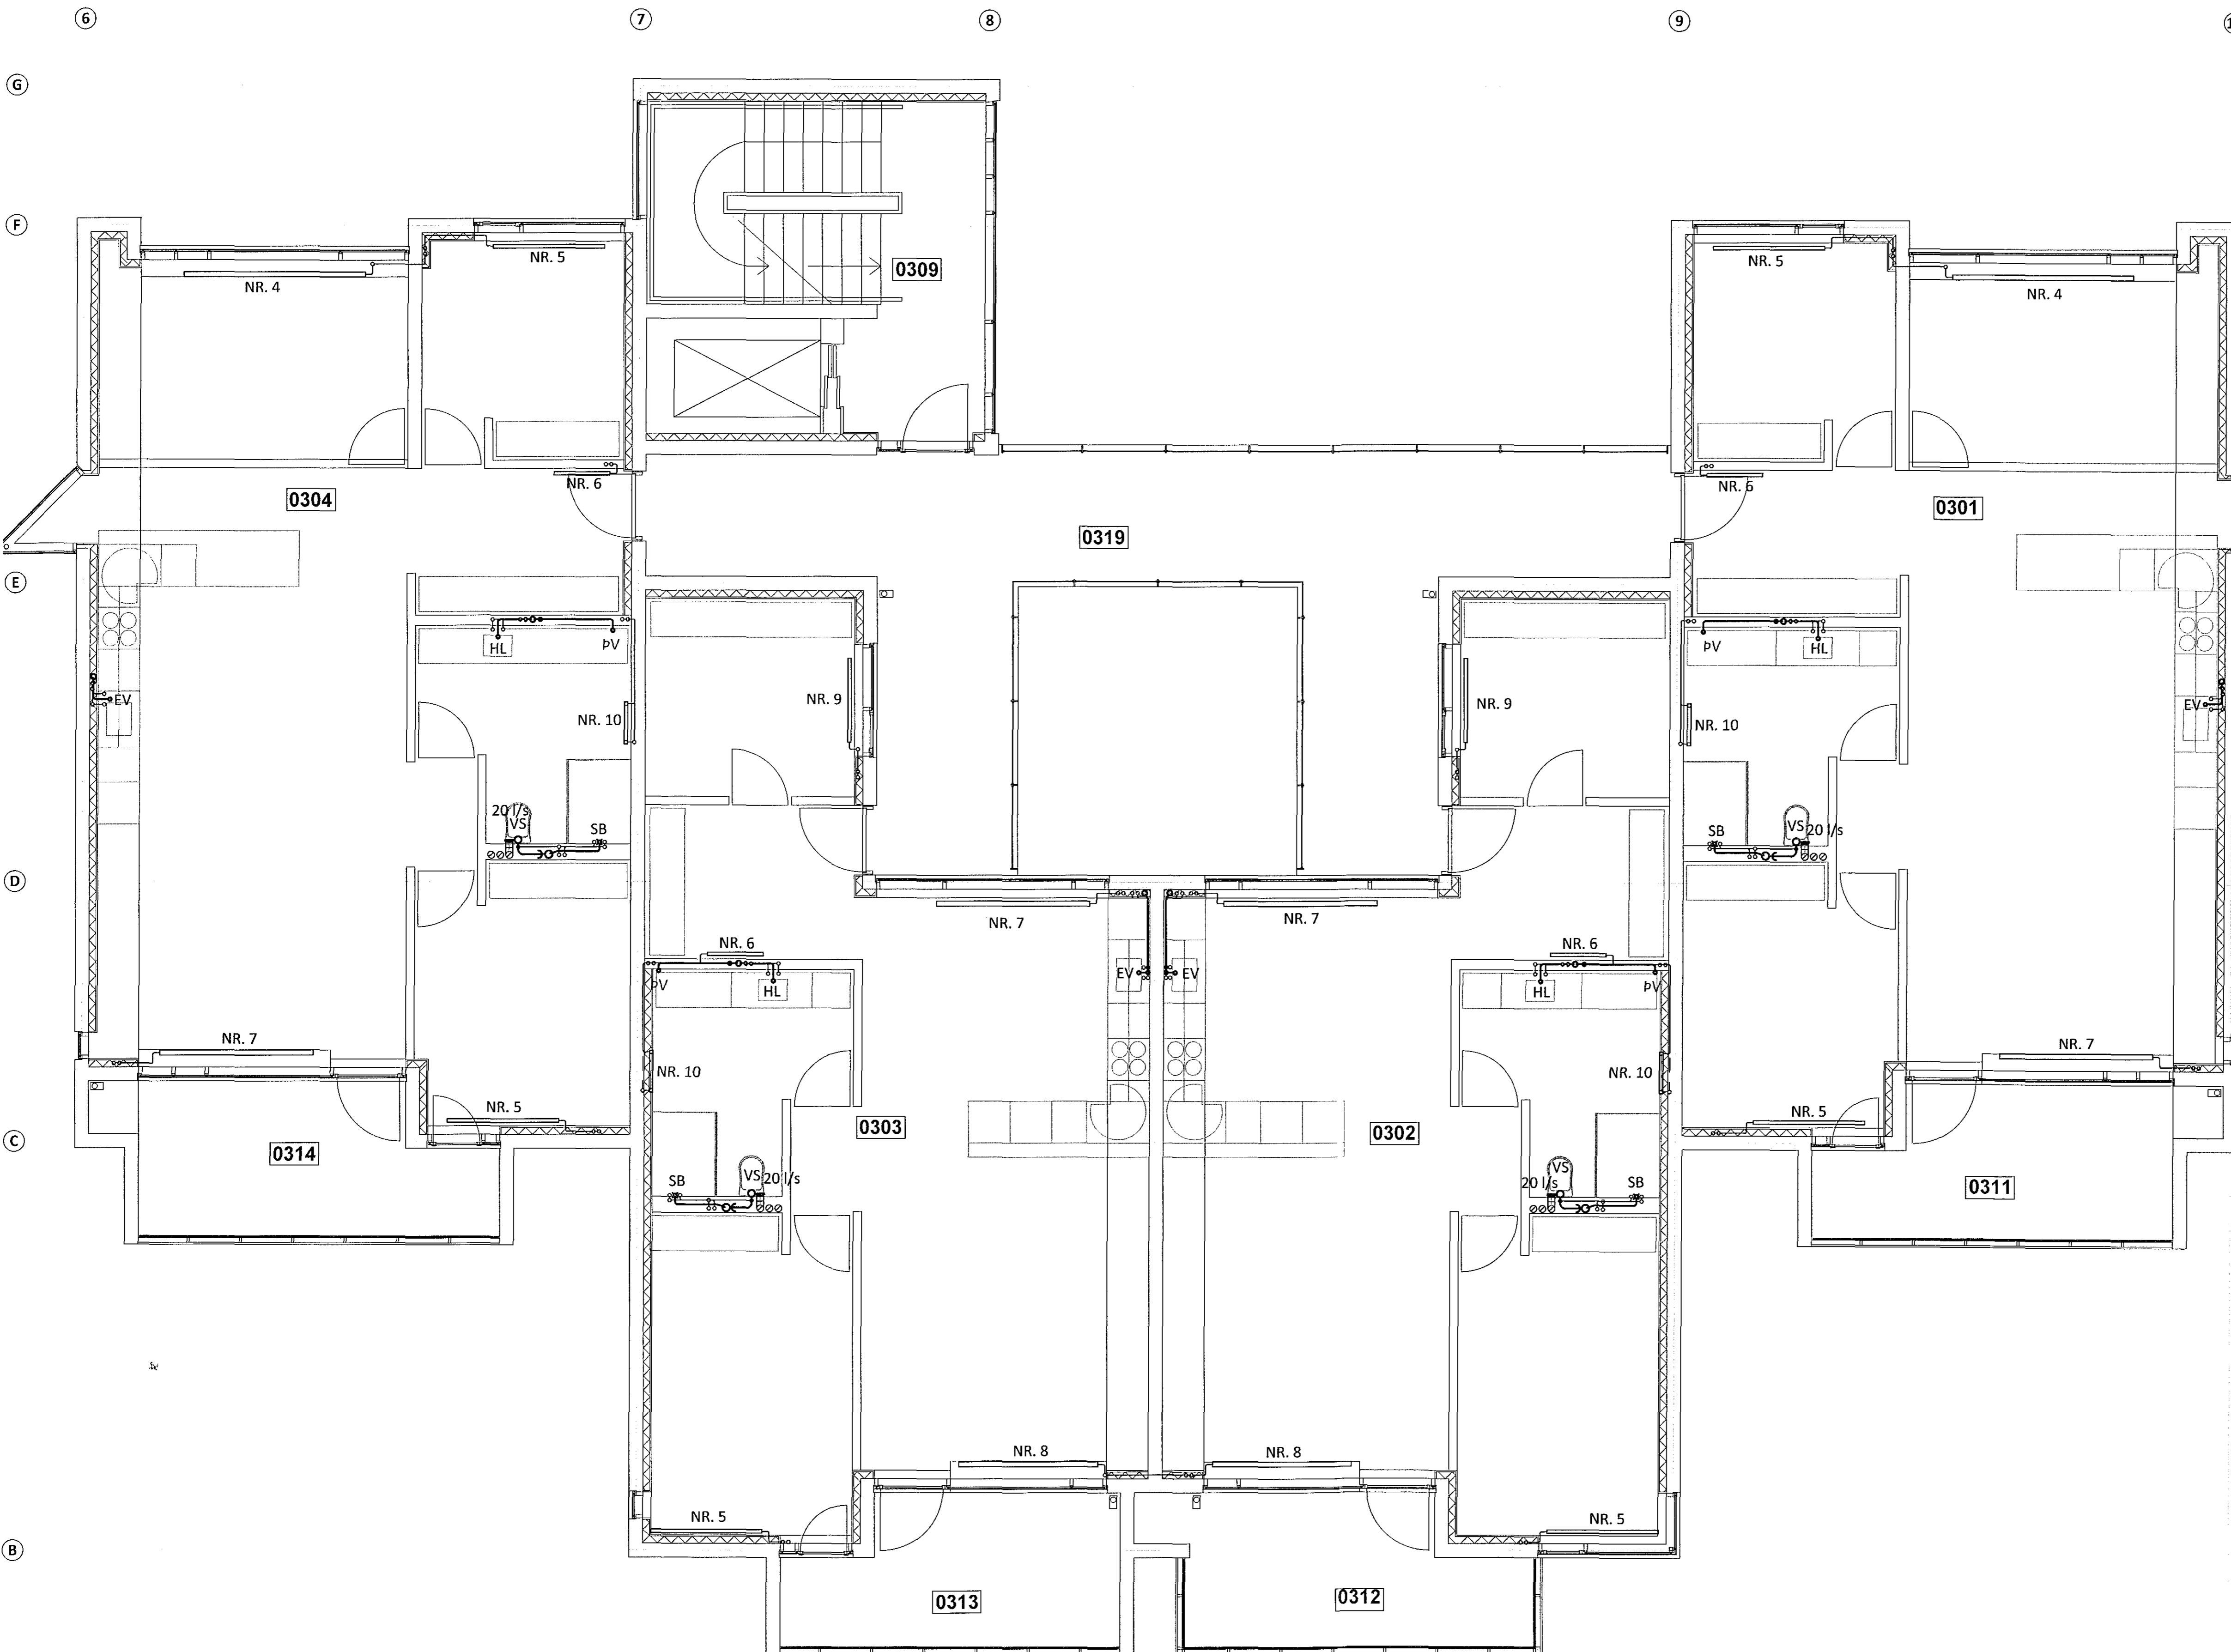 6
7
8
9
G
F
0309
NR. 5
NR. 4
NR. 5
NR. 4
NR. 6
NR. 6
0304
0301
0319
E
HL
ÞV
ÞV
HL
EV
NR. 10
NR. 9
NR. 9
NR. 10
EV
20 l/s
VS
SB
SB
VS
20 l/s
D
NR. 7
NR. 7
NR. 6
NR. 6
EV
EV
ÞV
HL
HL
ÞV
NR. 7
NR. 7
NR. 10
NR. 10
NR. 5
NR. 5
0303
0302
C
0314
0311
SB
VS
20 l/s
20 l/s
VS
SB
NR. 8
NR. 8
NR. 5
NR. 5
B
0313
0312